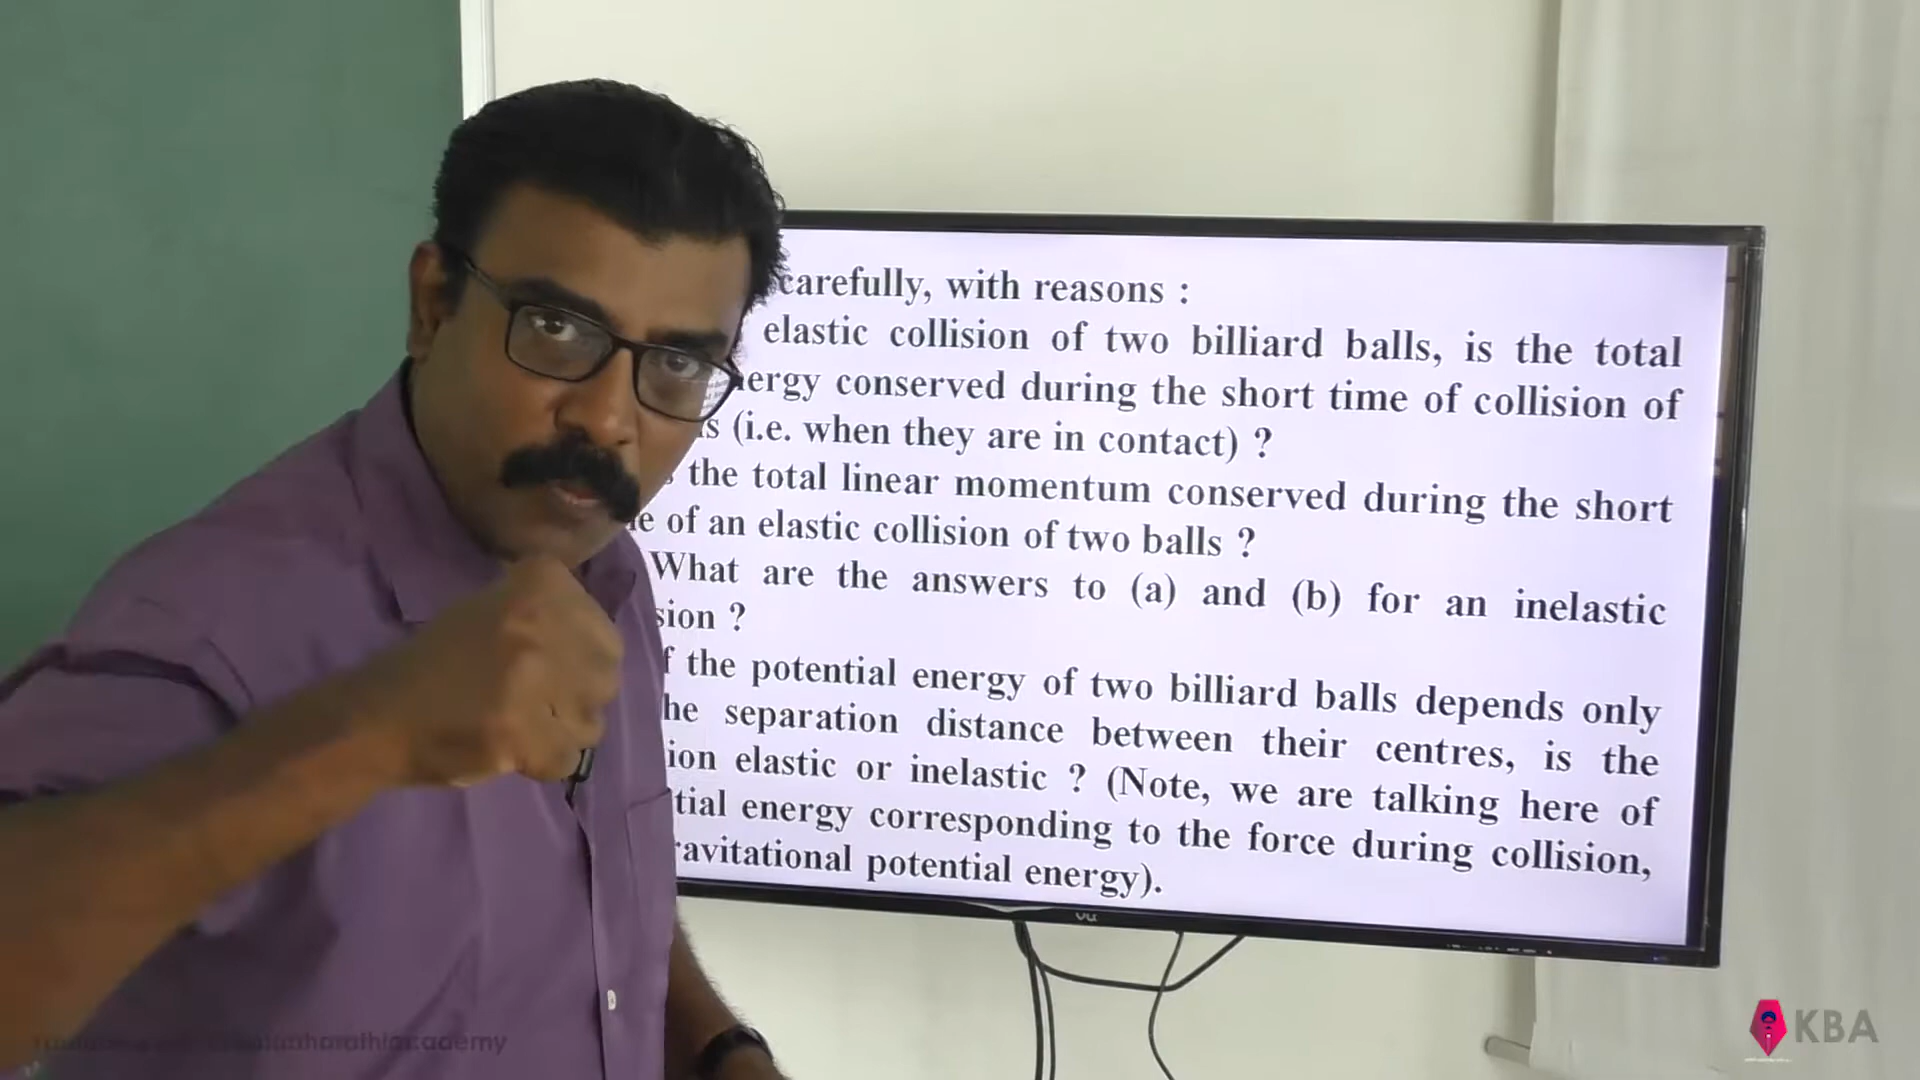 carefully, with reasons :
elastic collision of two billiard balls, is the total
energy conserved during the short time of collision of
(i.e. when they are in contact) ?
the total linear momentum conserved during the short
of an elastic collision of two balls ?
What are the answers to (a) and (b) for an inelastic
sion ?
the potential energy of two billiard balls depends only
he separation distance between their centres, is the
ion elastic or inelastic ? (Note, we are talking here of
tial energy corresponding to the force during collision,
ravitational potential energy).
VU
KBA